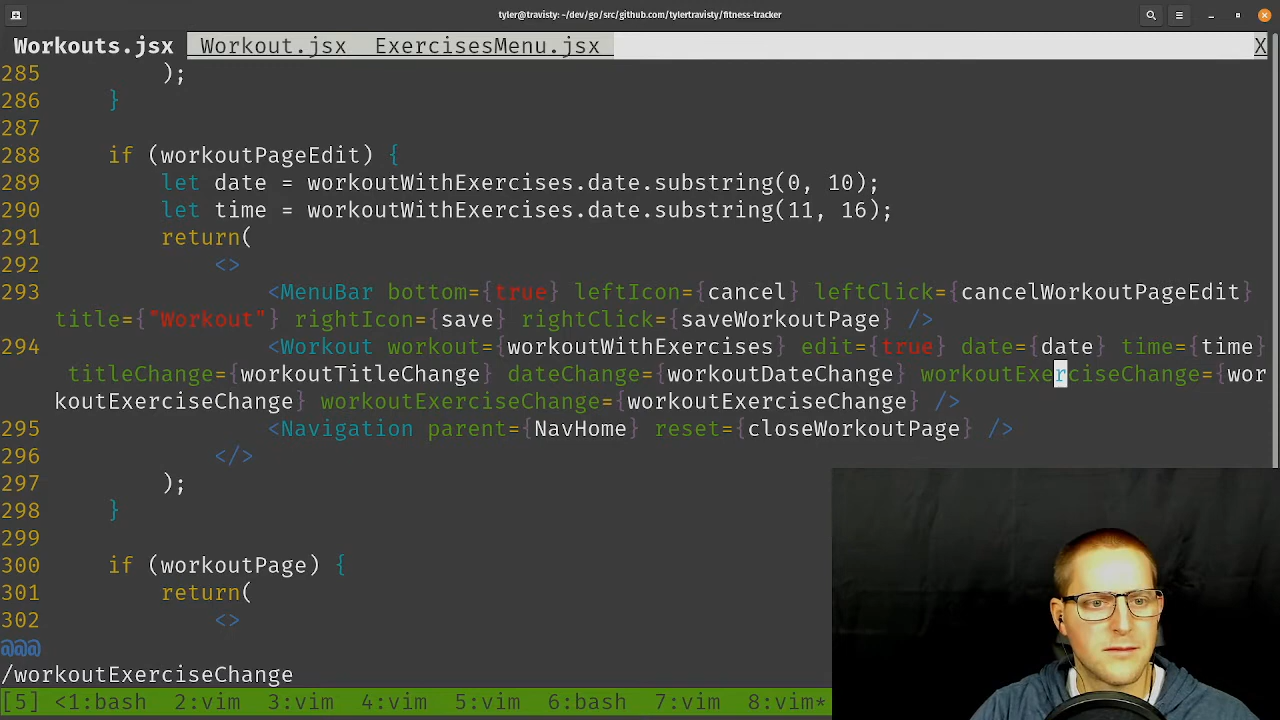 tyler@travisty: ~/dev/go/src/github.com/tylertravisty/fitness-tracker
Workouts.jsx Workout.jsx ExercisesMenu.jsx X
285 );
286 }
287
288 if (workoutPageEdit) {
289 let date = workoutWithExercises.date.substring(0, 10);
290 let time = workoutWithExercises.date.substring(11, 16);
291 return(
292 <>
293 <MenuBar bottom={true} leftIcon={cancel} leftClick={cancelWorkoutPageEdit}
title={"Workout"} rightIcon={save} rightClick={saveWorkoutPage} />
294 <Workout workout={workoutWithExercises} edit={true} date={date} time={time}
titleChange={workoutTitleChange} dateChange={workoutDateChange} workoutExerciseChange={wor
koutExerciseChange} workoutExerciseChange={workoutExerciseChange} />
295 <Navigation parent={NavHome} reset={closeWorkoutPage} />
296 </>
297 );
298 }
299
300 if (workoutPage) {
301 return(
302 <>
@@@
/workoutExerciseChange
[5] <1:bash 2:vim 3:vim 4:vim 5:vim 6:bash 7:vim 8:vim*